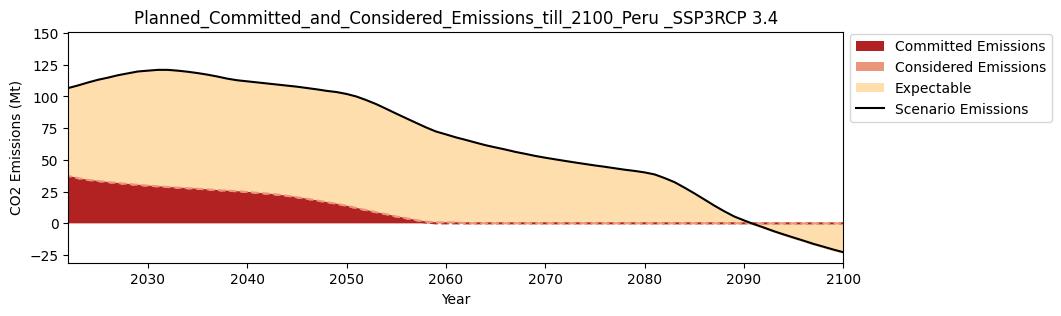 Planned_Committed_and_Considered_Emissions_till_2100_Peru _SSP3RCP 3.4
CO2 Emissions (Mt)
150
125
100
75
50
25
0
−25
2030
2040
2050
2060
2070
2080
2090
2100
Year
Committed Emissions
Considered Emissions
Expectable
Scenario Emissions